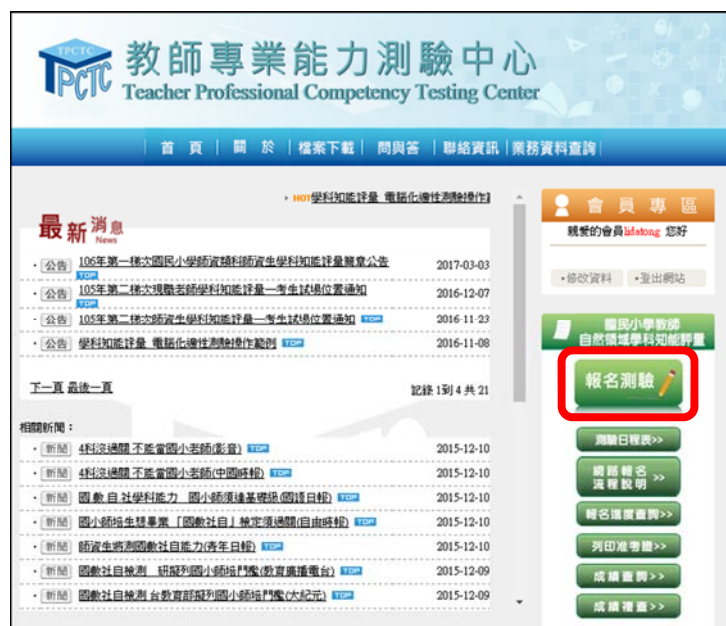 TPCTC
TPCTC
教師專業能力測驗中心
Teacher Professional Competency Testing Center
首 頁 | 關 於 | 檔案下載 | 問與答 | 聯絡資訊 | 業務資料查詢
HOT學科知能評量_電腦化適性測驗操作範
最新消息
News
會員專區
親愛的會員lidatong 您好
・修改資料 ・登出網站
・公告 106年第一梯次國民小學師資類科師資生學科知能評量簡章公告 TOP 2017-03-03
・公告 105年第二梯次現職老師學科知能評量—考生試場位置通知 TOP 2016-12-07
・公告 105年第二梯次師資生學科知能評量—考生試場位置通知 TOP 2016-11-23
・公告 學科知能評量_電腦化適性測驗操作範例 TOP 2016-11-08
下一頁 最後一頁 記錄 1到 4 共 21
相關新聞：
・新聞 4科沒過關 不能當國小老師(影音) TOP 2015-12-10
・新聞 4科沒過關 不能當國小老師(中國時報) TOP 2015-12-10
・新聞 國.數.自.社學科能力　國小師須達基礎級(國語日報) TOP 2015-12-10
・新聞 國小師培生想畢業 「國數社自」檢定須過關(自由時報) TOP 2015-12-10
・新聞 師資生將測國數社自能力(青年日報) TOP 2015-12-10
・新聞 國數社自檢測　研擬列國小師培門檻(教育廣播電台) TOP 2015-12-09
・新聞 國數社自檢測 台教育部擬列國小師培門檻(大紀元) TOP 2015-12-09
國民小學教師
自然領域學科知能評量
報名測驗
測驗日程表>>
網路報名
流程說明 >>
報名進度查詢>>
列印准考證>>
成績查詢>>
成績複查>>